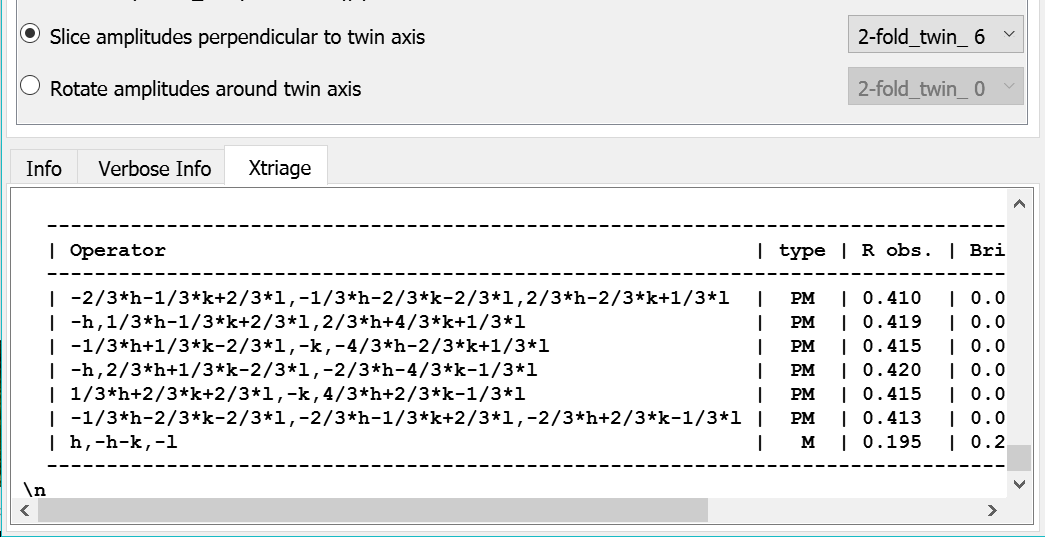 Slice amplitudes perpendicular to twin axis 2-fold_twin_ 6
Rotate amplitudes around twin axis 2-fold_twin_ 0
Info Verbose Info Xtriage
--------------------------------------------------------------------------------
| Operator | type | R obs. | Bri
--------------------------------------------------------------------------------
| -2/3*h-1/3*k+2/3*l,-1/3*h-2/3*k-2/3*l,2/3*h-2/3*k+1/3*l | PM | 0.410 | 0.0
| -h,1/3*h-1/3*k+2/3*l,2/3*h+4/3*k+1/3*l | PM | 0.419 | 0.0
| -1/3*h+1/3*k-2/3*l,-k,-4/3*h-2/3*k+1/3*l | PM | 0.415 | 0.0
| -h,2/3*h+1/3*k-2/3*l,-2/3*h-4/3*k-1/3*l | PM | 0.420 | 0.0
| 1/3*h+2/3*k+2/3*l,-k,4/3*h+2/3*k-1/3*l | PM | 0.415 | 0.0
| -1/3*h-2/3*k-2/3*l,-2/3*h-1/3*k+2/3*l,-2/3*h+2/3*k-1/3*l | PM | 0.413 | 0.0
| h,-h-k,-l | M | 0.195 | 0.2
--------------------------------------------------------------------------------
\n